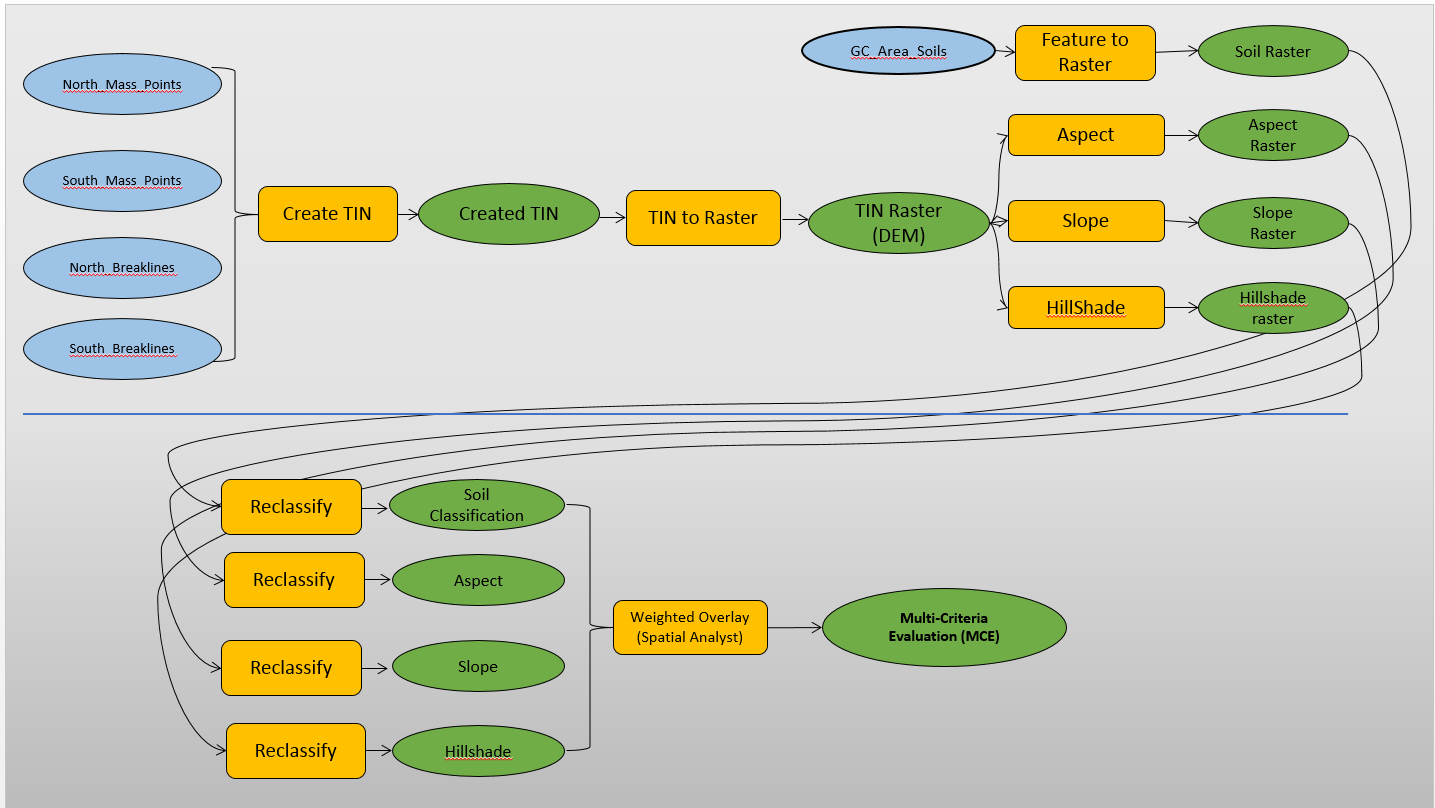 North_Mass_Points
South_Mass_Points
North_Breaklines
South_Breaklines
Create TIN
Created TIN
TIN to Raster
TIN Raster
(DEM)
GC_Area_Soils
Feature to
Raster
Soil Raster
Aspect
Aspect
Raster
Slope
Slope
Raster
HillShade
Hillshade
raster
Reclassify
Soil
Classification
Reclassify
Aspect
Reclassify
Slope
Reclassify
Hillshade
Weighted Overlay
(Spatial Analyst)
Multi-Criteria
Evaluation (MCE)